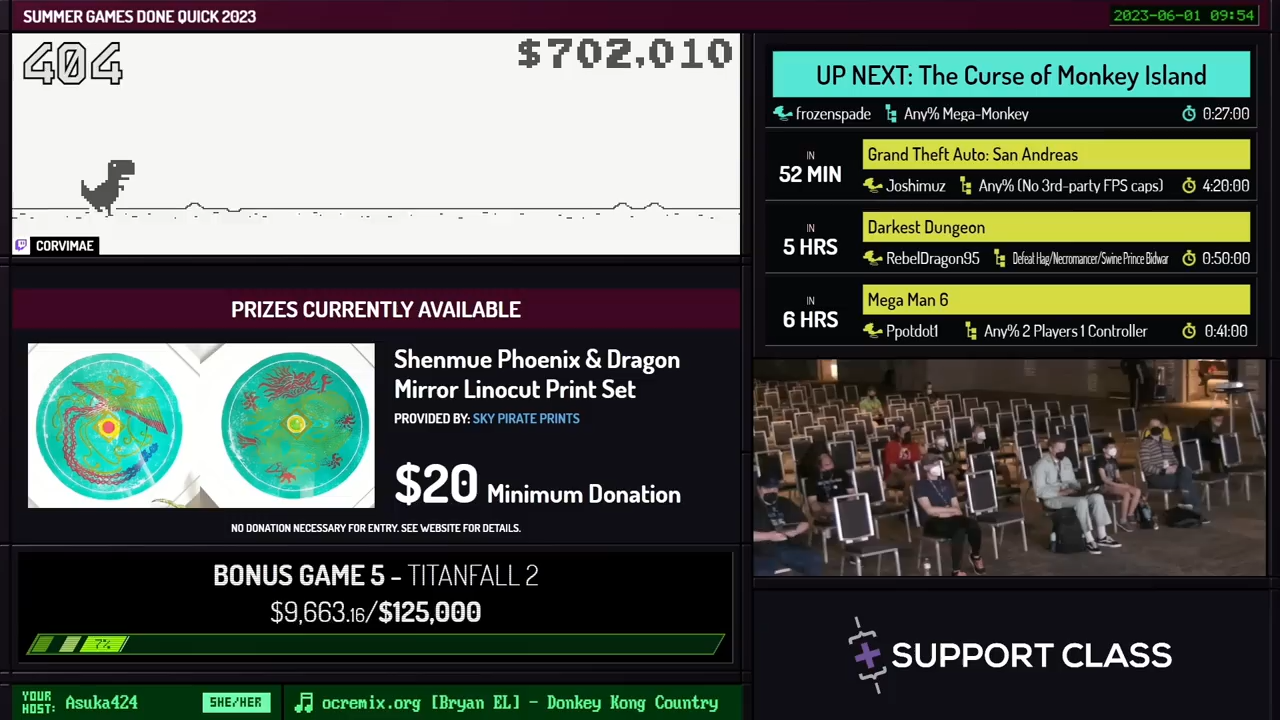 SUMMER GAMES DONE QUICK 2023
2023-06-01 09:54
404
$702,010
CORVIMAE
UP NEXT: The Curse of Monkey Island
frozenspade Any% Mega-Monkey 0:27:00
IN
52 MIN
Grand Theft Auto: San Andreas
Joshimuz Any% (No 3rd-party FPS caps) 4:20:00
IN
5 HRS
Darkest Dungeon
RebelDragon95 Defeat Hag/Necromancer/Swine Prince Bidwar 0:50:00
IN
6 HRS
Mega Man 6
Ppotdot1 Any% 2 Players 1 Controller 0:41:00
PRIZES CURRENTLY AVAILABLE
Shenmue Phoenix & Dragon
Mirror Linocut Print Set
PROVIDED BY: SKY PIRATE PRINTS
$20 Minimum Donation
NO DONATION NECESSARY FOR ENTRY. SEE WEBSITE FOR DETAILS.
BONUS GAME 5 - TITANFALL 2
$9,663.16/$125,000
7%
SUPPORT CLASS
YOUR
HOST: Asuka424 SHE/HER
ocremix.org [Bryan EL] - Donkey Kong Country